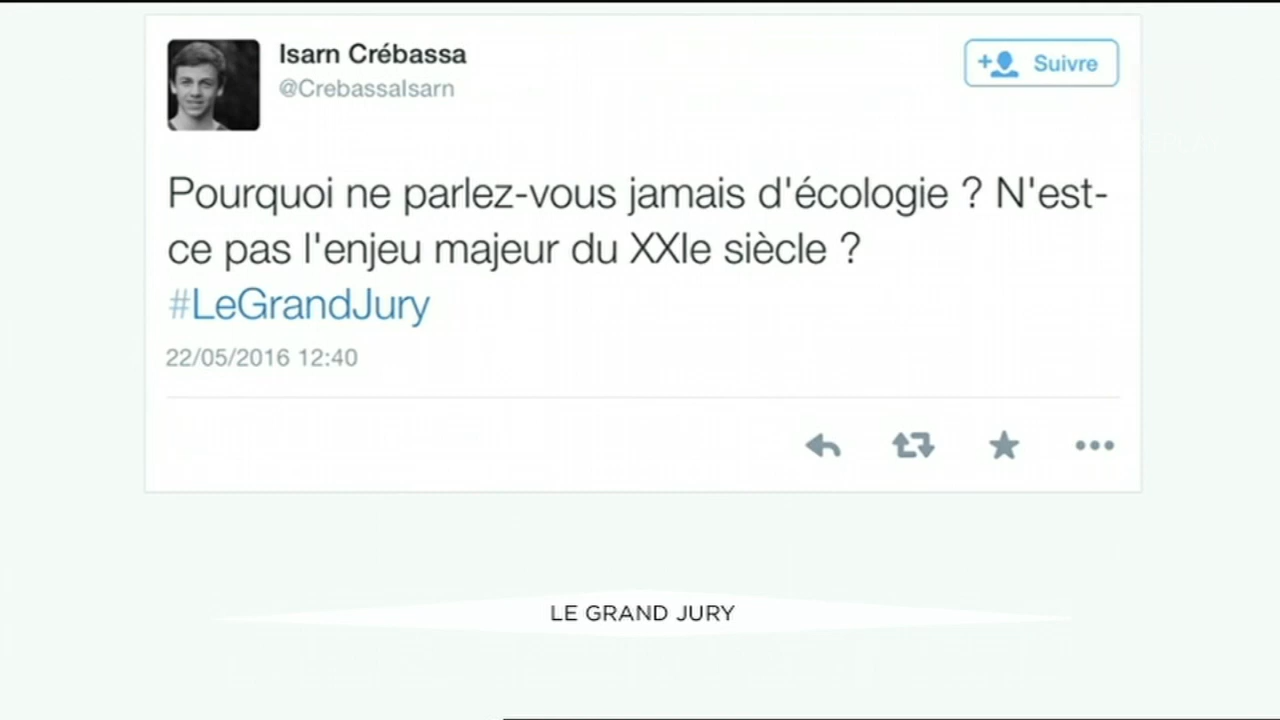 Isarn Crébassa
@CrebassaIsarn
Suivre
Pourquoi ne parlez-vous jamais d'écologie ? N'est-
ce pas l'enjeu majeur du XXIe siècle ?
#LeGrandJury
22/05/2016 12:40
LE GRAND JURY